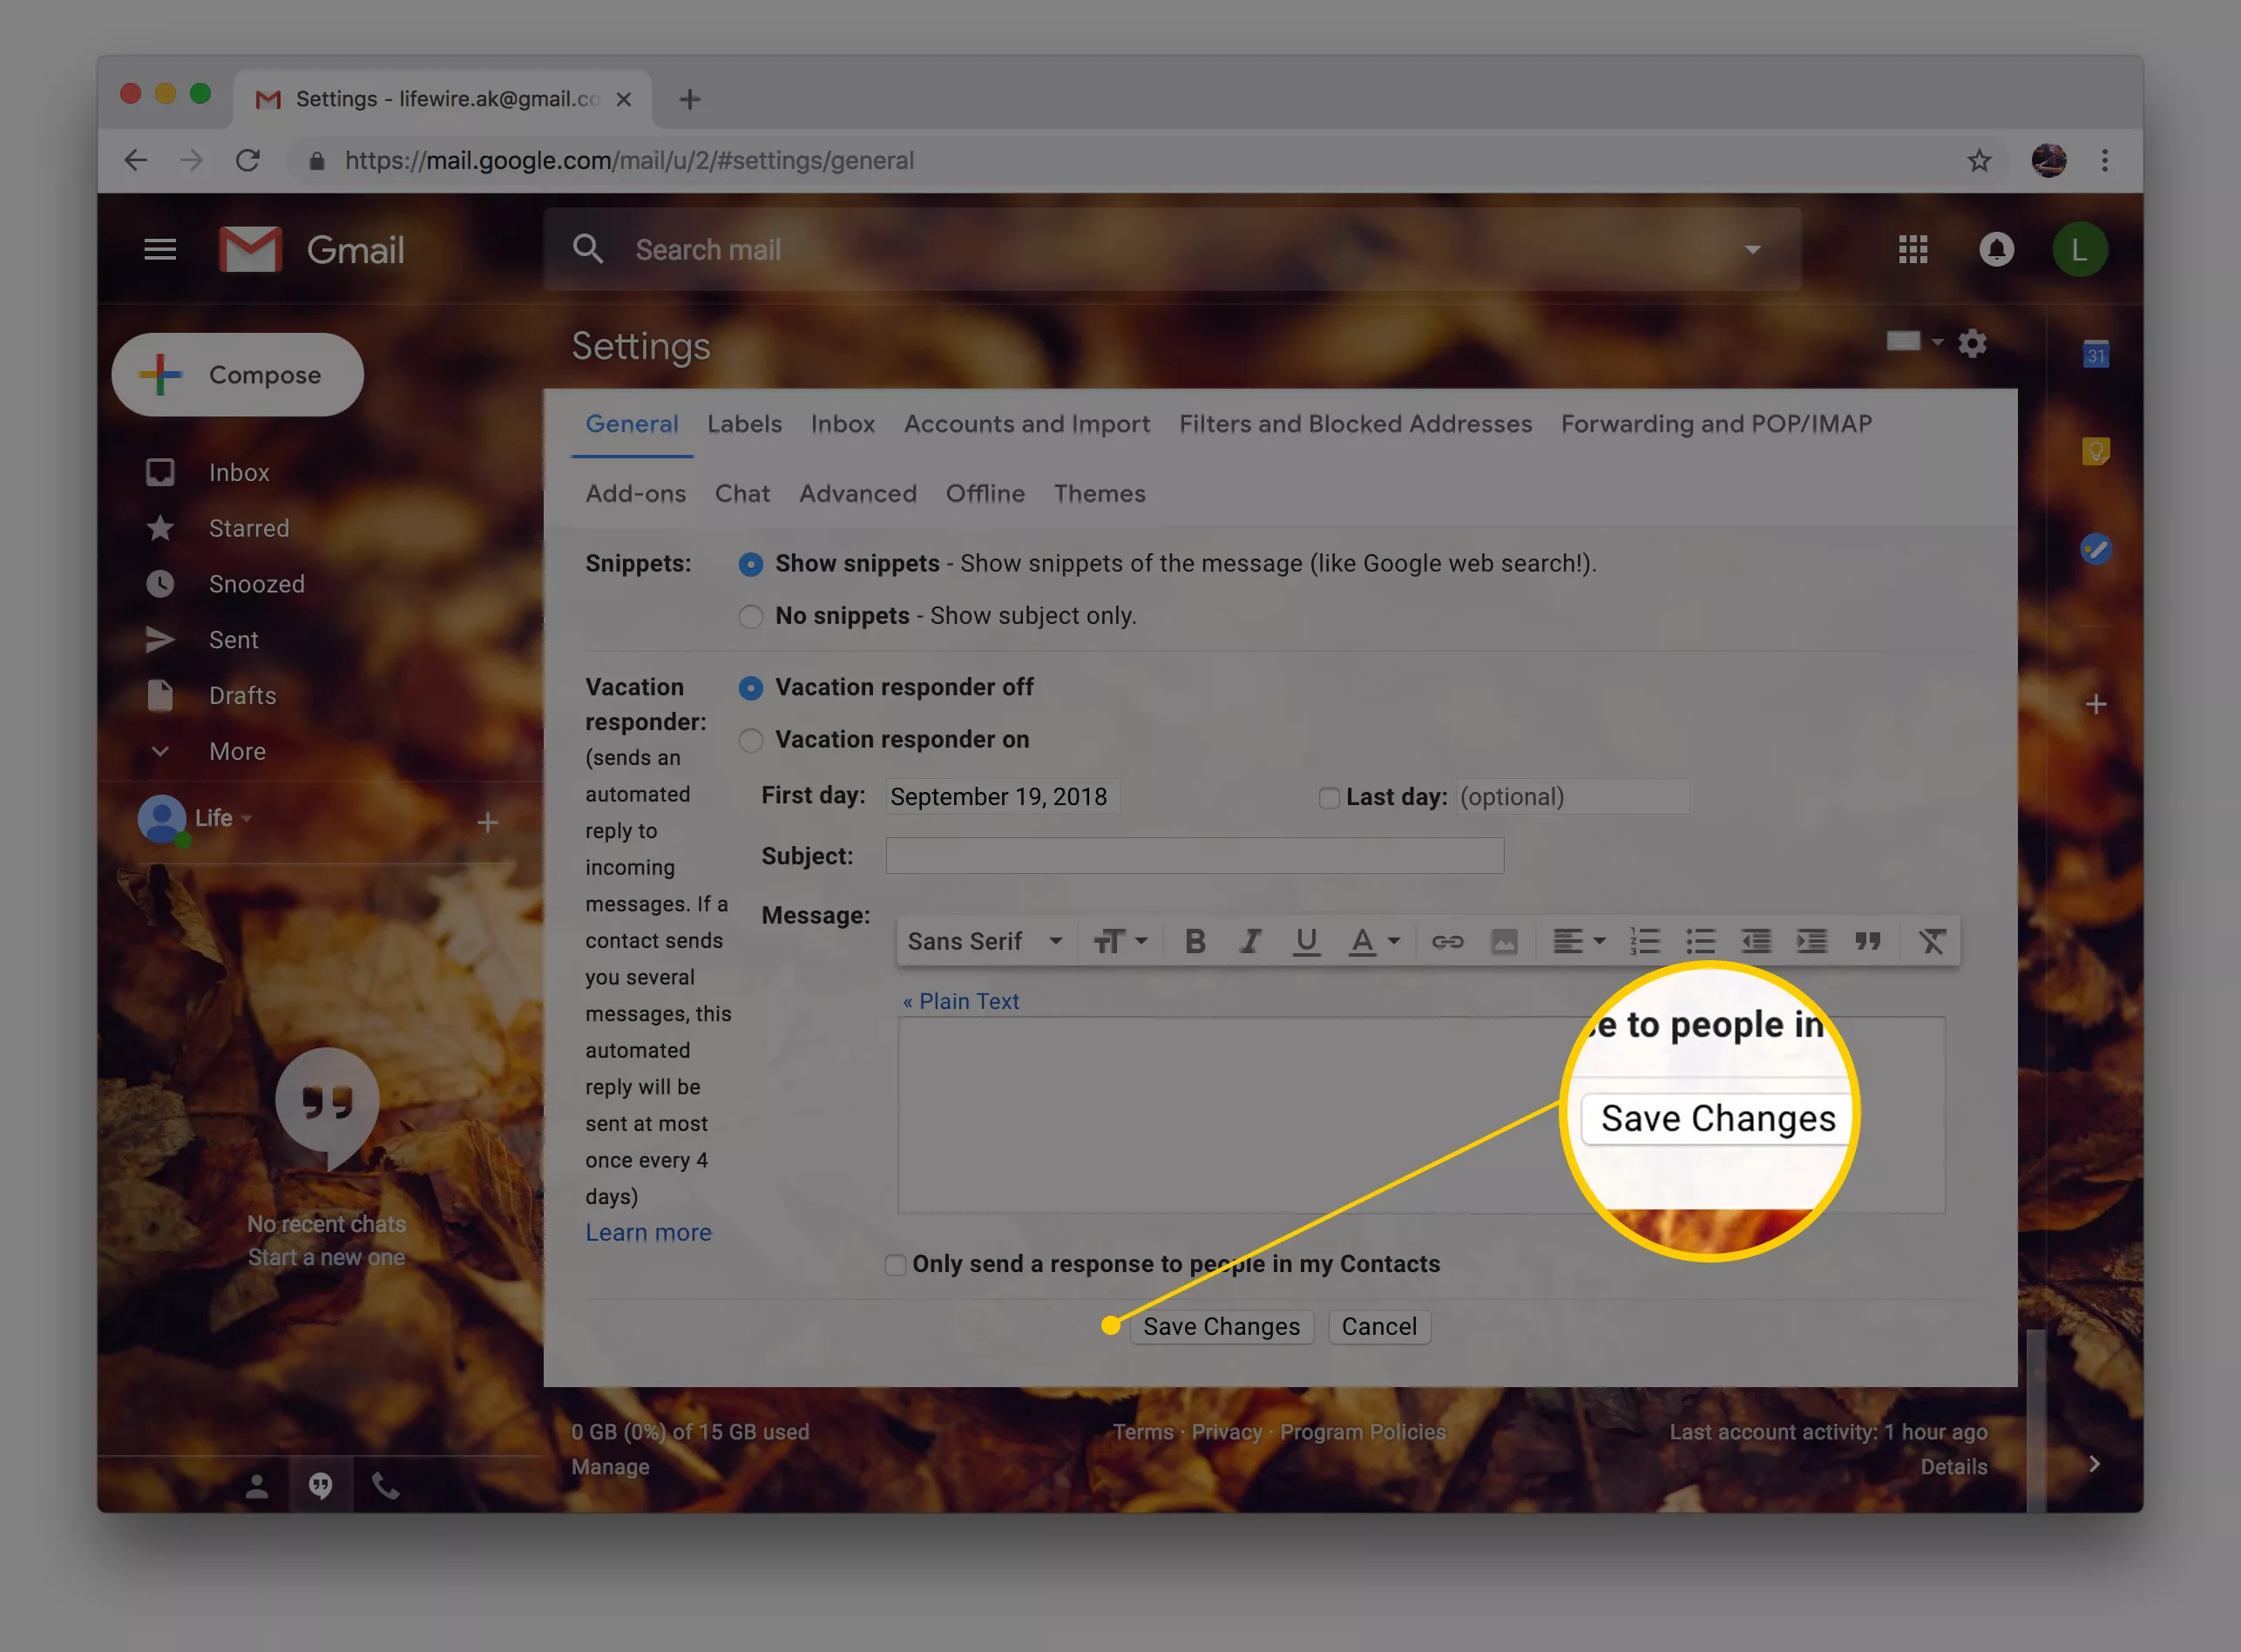 Settings - lifewire.ak@gmail.co
https://mail.google.com/mail/u/2/#settings/general
Gmail
Search mail
L
Compose
Inbox
Starred
Snoozed
Sent
Drafts
More
Life
No recent chats
Start a new one
Settings
31
General Labels Inbox Accounts and Import Filters and Blocked Addresses Forwarding and POP/IMAP
Add-ons Chat Advanced Offline Themes
Snippets:
Show snippets - Show snippets of the message (like Google web search!).
No snippets - Show subject only.
Vacation
responder:
(sends an
automated
reply to
incoming
messages. If a
contact sends
you several
messages, this
automated
reply will be
sent at most
once every 4
days)
Learn more
Vacation responder off
Vacation responder on
First day: September 19, 2018 Last day: (optional)
Subject:
Message:
Sans Serif
« Plain Text
e to people in
Save Changes
Only send a response to people in my Contacts
Save Changes Cancel
0 GB (0%) of 15 GB used
Manage
Terms · Privacy · Program Policies
Last account activity: 1 hour ago
Details